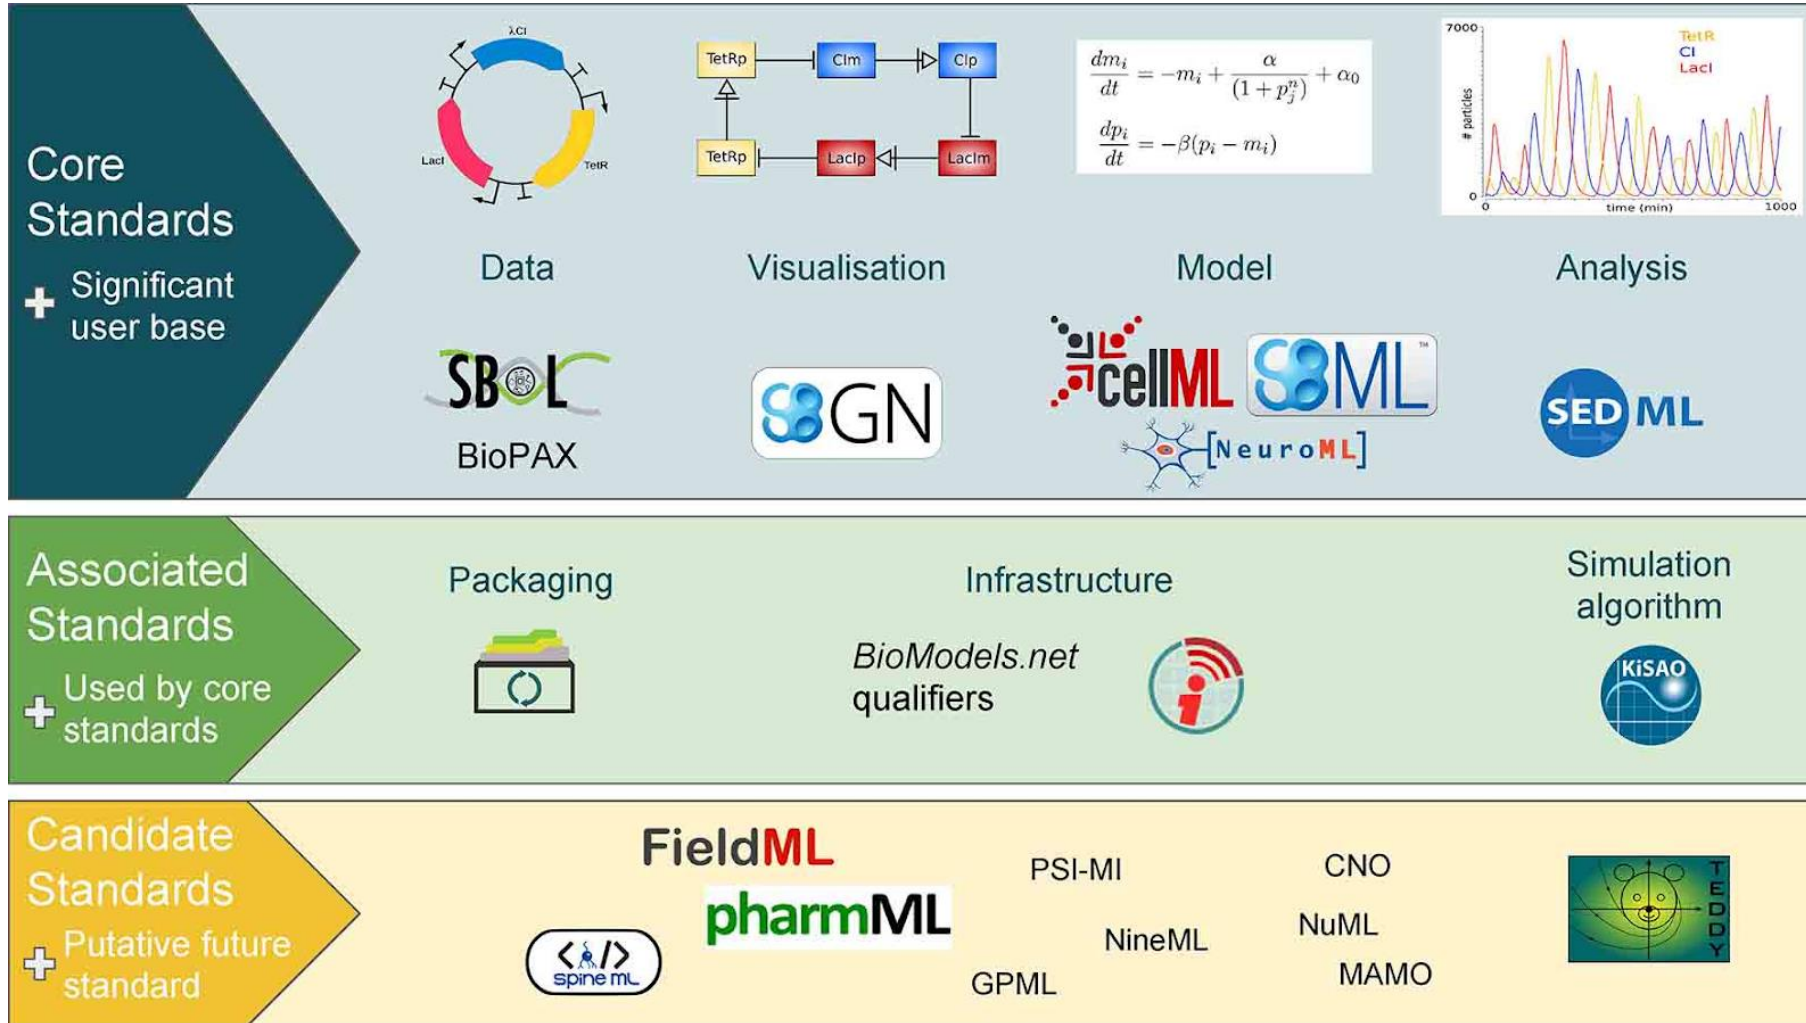 Core
Standards
Significant
user base
λCI
LacI
TetR
TetRp
CIm
CIp
TetRp
LacIp
LacIm
dm_i/dt = -m_i + α/(1 + p_j^n) + α_0
dp_i/dt = -β(p_i - m_i)
7000
TetR
CI
LacI
# particles
0
0
time (min)
1000
Data
Visualisation
Model
Analysis
SBOL
BioPAX
SBGN
cellML
SBML™
[NeuroML]
SED ML
Associated
Standards
Used by core
standards
Packaging
Infrastructure
Simulation
algorithm
BioModels.net
qualifiers
i
KiSAO
Candidate
Standards
Putative future
standard
FieldML
pharmML
spine ML
PSI-MI
CNO
NineML
NuML
GPML
MAMO
TEDDY